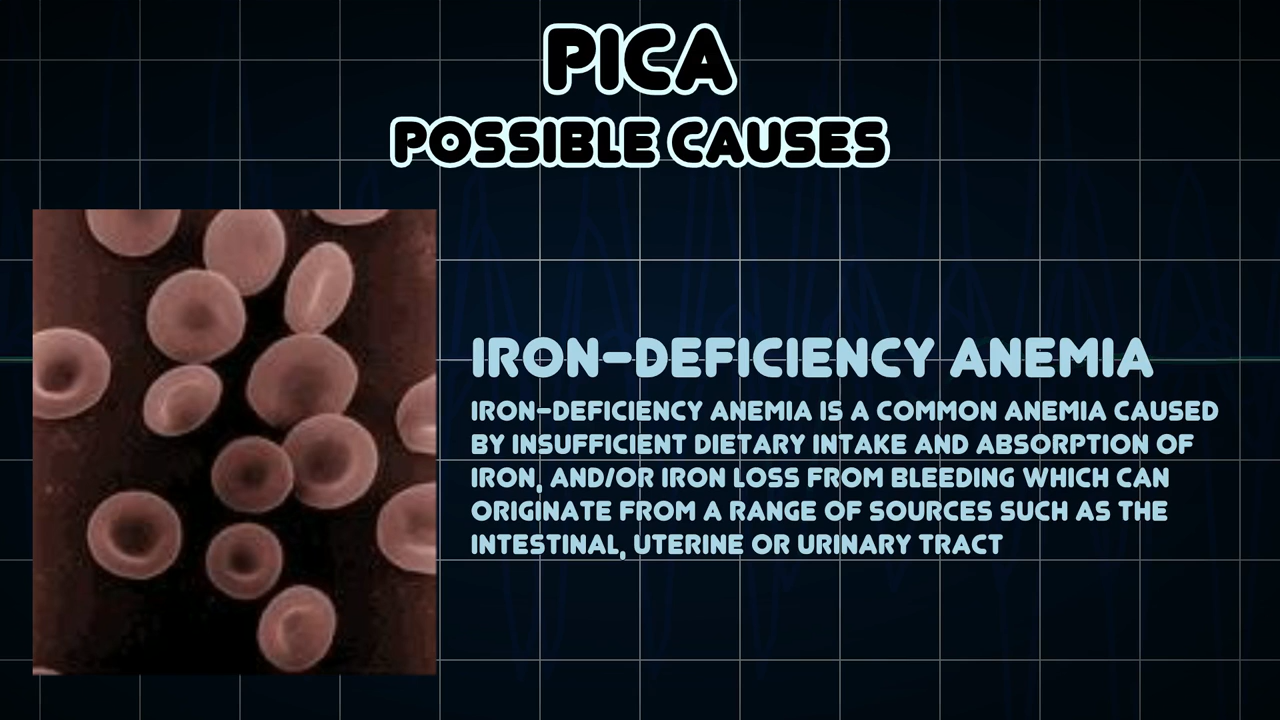 PICA
POSSIBLE CAUSES
IRON-DEFICIENCY ANEMIA
IRON-DEFICIENCY ANEMIA IS A COMMON ANEMIA CAUSED
BY INSUFFICIENT DIETARY INTAKE AND ABSORPTION OF
IRON, AND/OR IRON LOSS FROM BLEEDING WHICH CAN
ORIGINATE FROM A RANGE OF SOURCES SUCH AS THE
INTESTINAL, UTERINE OR URINARY TRACT